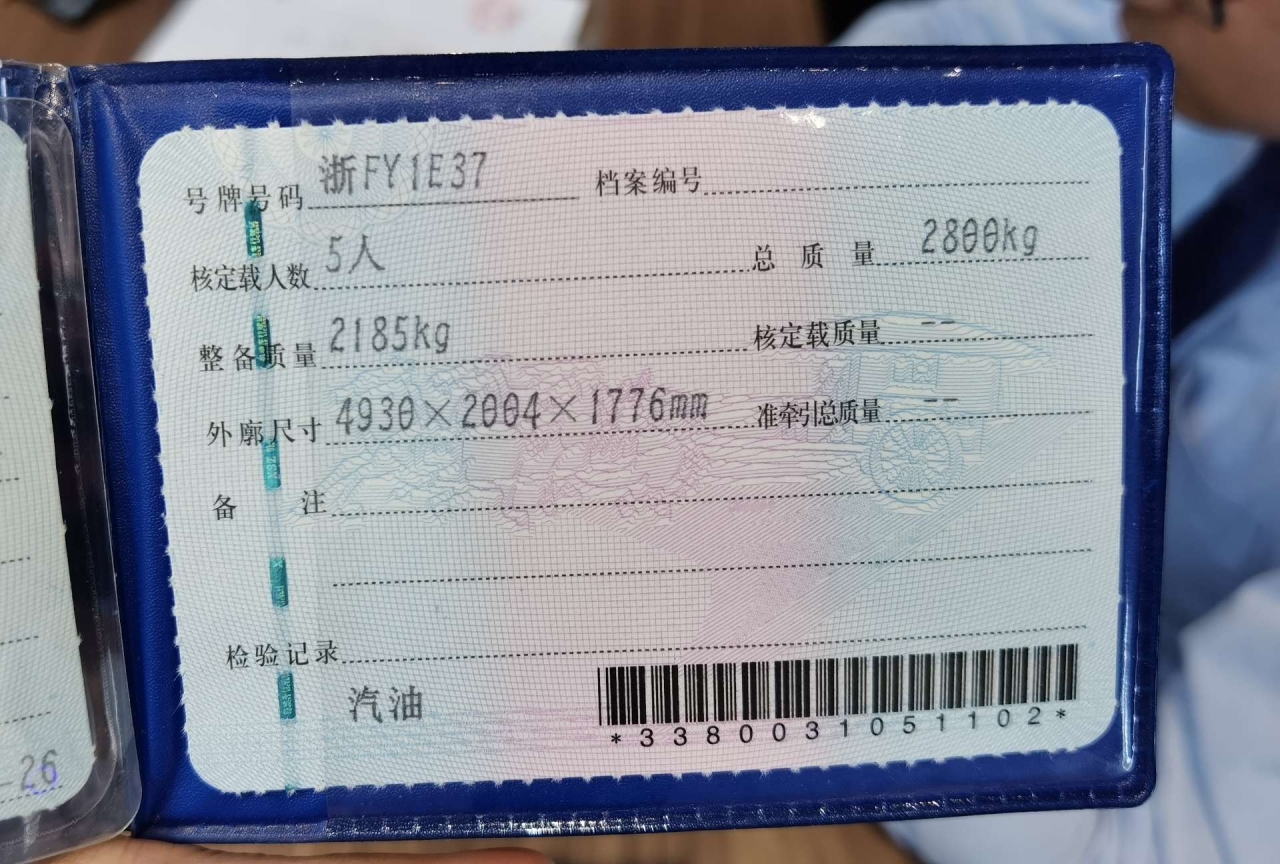 号牌号码 浙FY1E37 档案编号
核定载人数 5人 总质量 2800kg
整备质量 2185kg 核定载质量 --
外廓尺寸 4930×2004×1776mm 准牵引总质量 --
备注
检验记录
汽油
*3380031051102*
-26